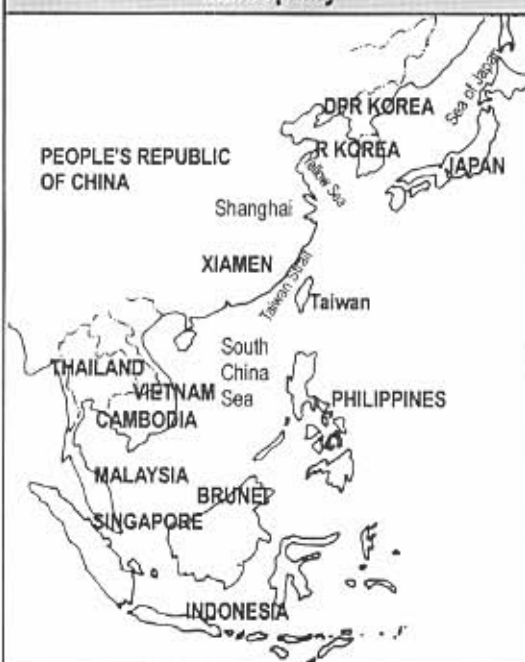 DPR KOREA
Sea of Japan
R KOREA
JAPAN
PEOPLE'S REPUBLIC
OF CHINA
Yellow Sea
Shanghai
XIAMEN
Taiwan Strait
Taiwan
South
China
Sea
THAILAND
VIETNAM
PHILIPPINES
CAMBODIA
MALAYSIA
BRUNEI
SINGAPORE
INDONESIA